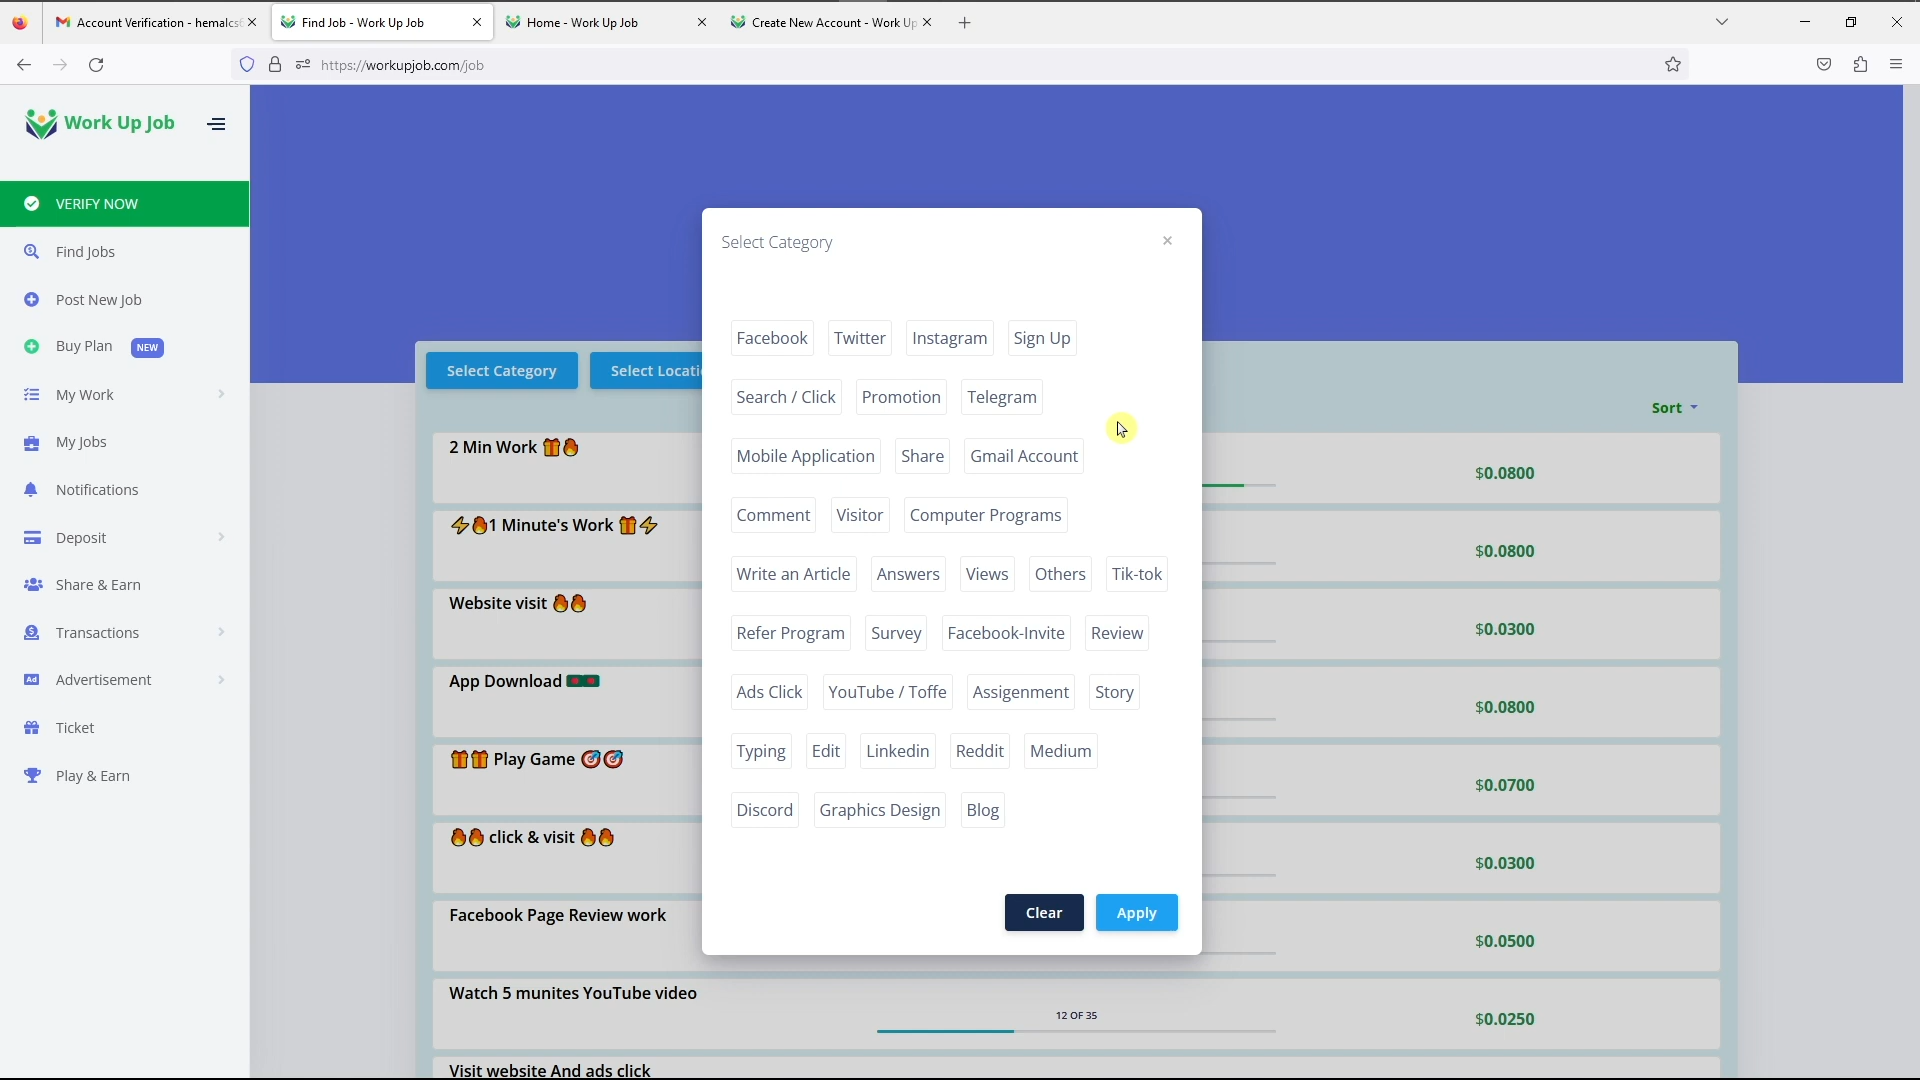 Account Verification - hemalcs
Find Job - Work Up Job
Home - Work Up Job
Create New Account - Work Up
https://workupjob.com/job
Work Up Job
VERIFY NOW
Find Jobs
Post New Job
Buy Plan NEW
My Work
My Jobs
Notifications
Deposit
Share & Earn
Transactions
Ad Advertisement
Ticket
Play & Earn
Select Category
Select Locati
Sort
2 Min Work
$0.0800
1 Minute's Work
$0.0800
Website visit
$0.0300
App Download
$0.0800
Play Game
$0.0700
click & visit
$0.0300
Facebook Page Review work
$0.0500
Watch 5 munites YouTube video
12 OF 35
$0.0250
Visit website And ads click
Select Category
×
Facebook Twitter Instagram Sign Up
Search / Click Promotion Telegram
Mobile Application Share Gmail Account
Comment Visitor Computer Programs
Write an Article Answers Views Others Tik-tok
Refer Program Survey Facebook-Invite Review
Ads Click YouTube / Toffe Assigenment Story
Typing Edit Linkedin Reddit Medium
Discord Graphics Design Blog
Clear Apply